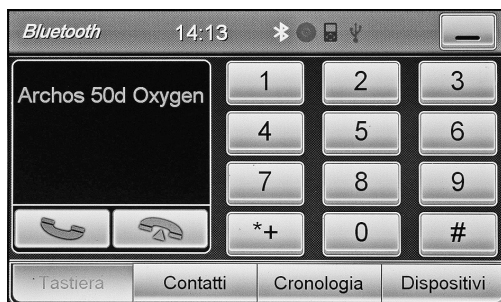 Bluetooth 14:13
Archos 50d Oxygen
1 2 3
4 5 6
7 8 9
*+ 0 #
Tastiera Contatti Cronologia Dispositivi